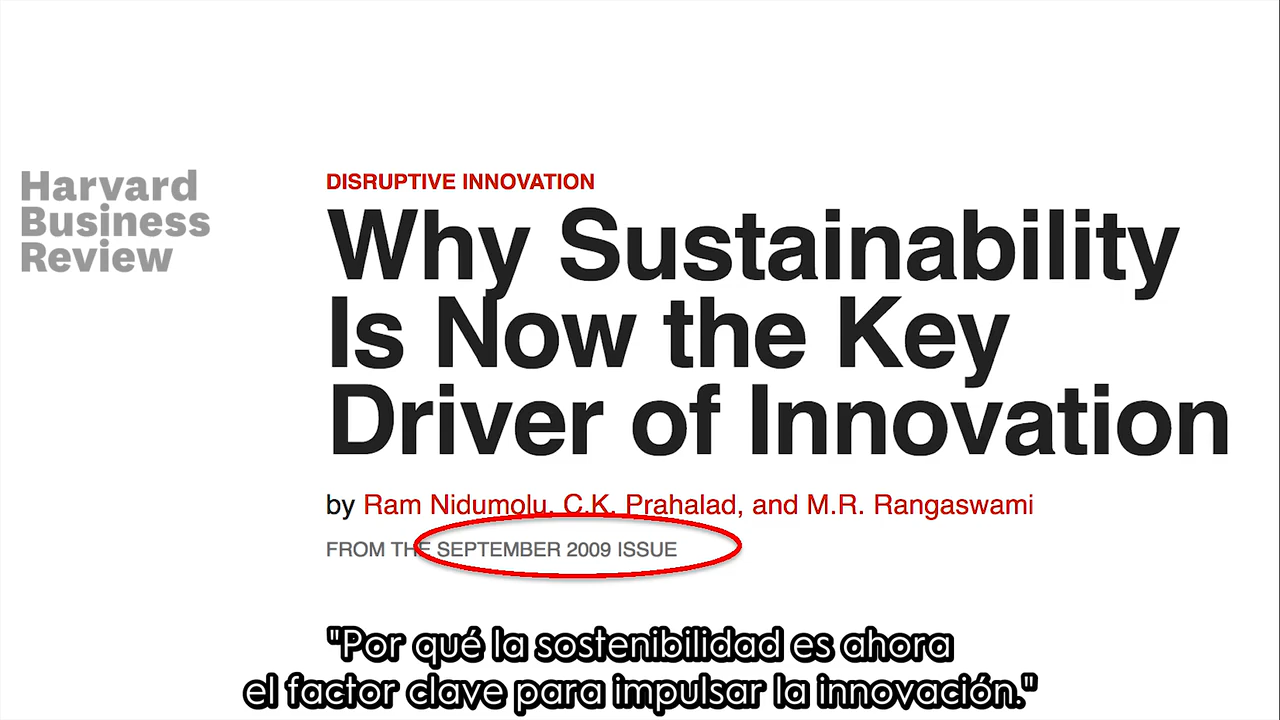 Harvard
Business
Review
DISRUPTIVE INNOVATION
Why Sustainability
Is Now the Key
Driver of Innovation
by Ram Nidumolu, C.K. Prahalad, and M.R. Rangaswami
FROM THE SEPTEMBER 2009 ISSUE
"Por qué la sostenibilidad es ahora
el factor clave para impulsar la innovación."